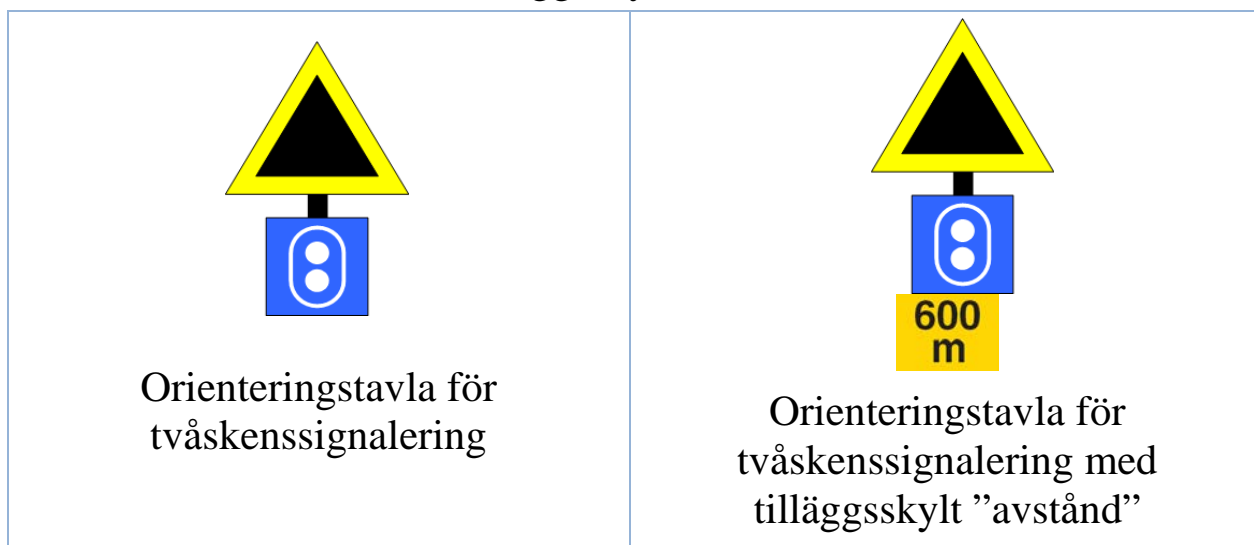 Orienteringstavla för
tvåskenssignalering
600
m
Orienteringstavla för
tvåskenssignalering med
tilläggsskylt ”avstånd”